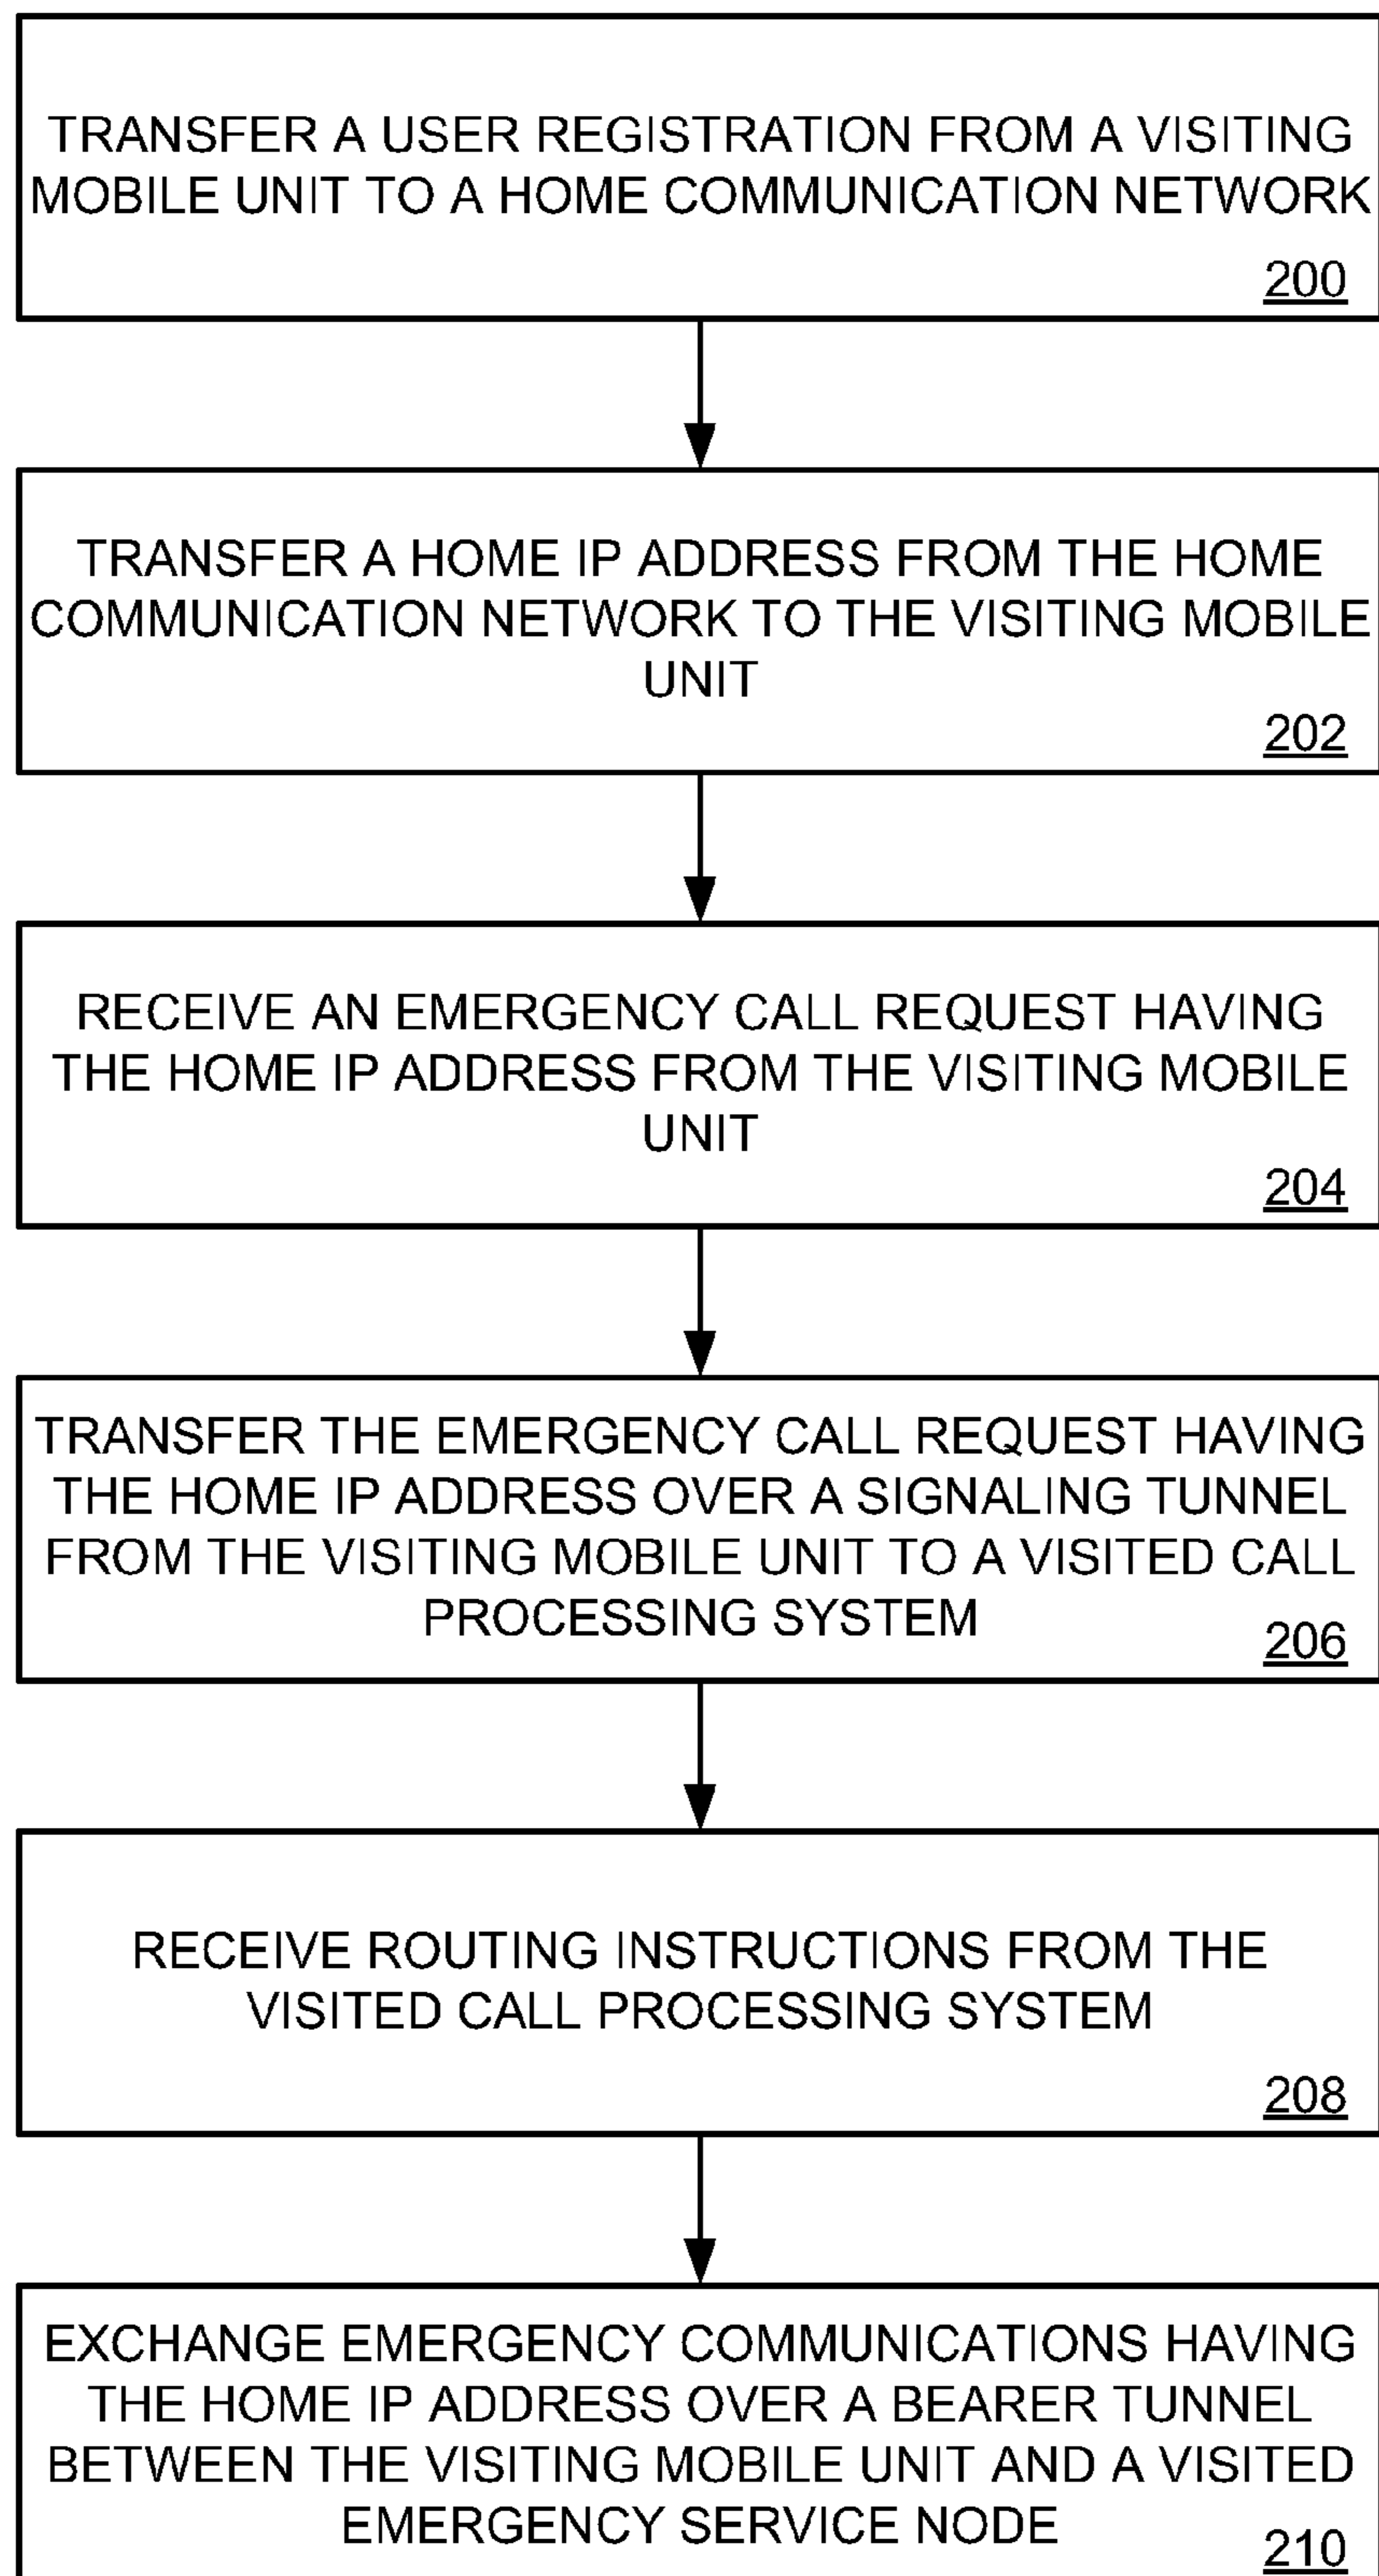 TRANSFER A USER REGISTRATION FROM A VISITING
MOBILE UNIT TO A HOME COMMUNICATION NETWORK
200
TRANSFER A HOME IP ADDRESS FROM THE HOME
COMMUNICATION NETWORK TO THE VISITING MOBILE
UNIT
202
RECEIVE AN EMERGENCY CALL REQUEST HAVING
THE HOME IP ADDRESS FROM THE VISITING MOBILE
UNIT
204
TRANSFER THE EMERGENCY CALL REQUEST HAVING
THE HOME IP ADDRESS OVER A SIGNALING TUNNEL
FROM THE VISITING MOBILE UNIT TO A VISITED CALL
PROCESSING SYSTEM
206
RECEIVE ROUTING INSTRUCTIONS FROM THE
VISITED CALL PROCESSING SYSTEM
208
EXCHANGE EMERGENCY COMMUNICATIONS HAVING
THE HOME IP ADDRESS OVER A BEARER TUNNEL
BETWEEN THE VISITING MOBILE UNIT AND A VISITED
EMERGENCY SERVICE NODE
210